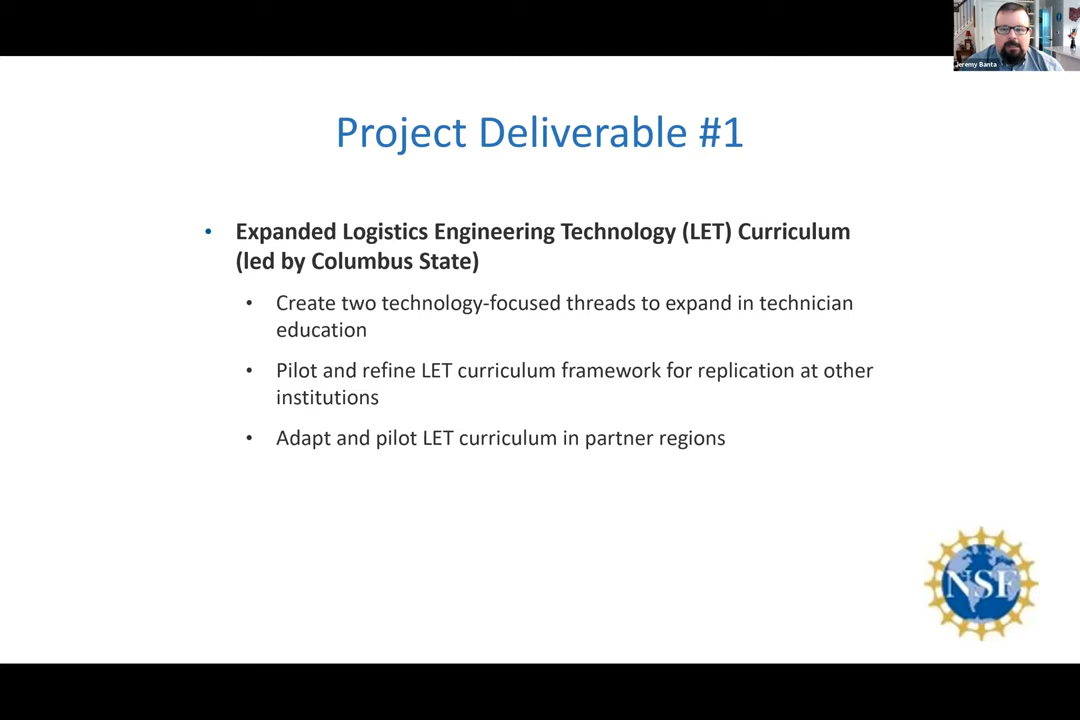 Jeremy Banta
Project Deliverable #1
• Expanded Logistics Engineering Technology (LET) Curriculum
(led by Columbus State)
• Create two technology-focused threads to expand in technician
education
• Pilot and refine LET curriculum framework for replication at other
institutions
• Adapt and pilot LET curriculum in partner regions
NSF